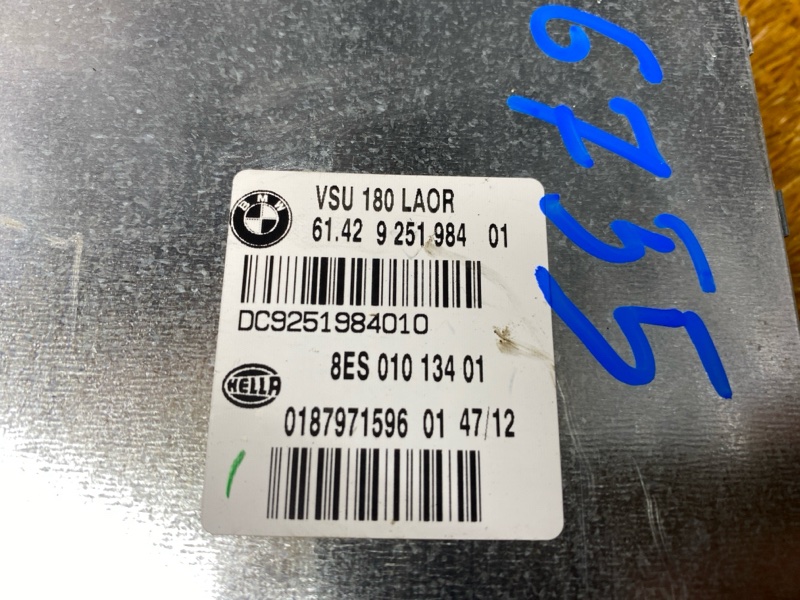 BMW
VSU 180 LAOR
61.42 9 251 984 01
DC9251984010
8ES 010 134 01
HELLA
0187971596 01 47/12
6735